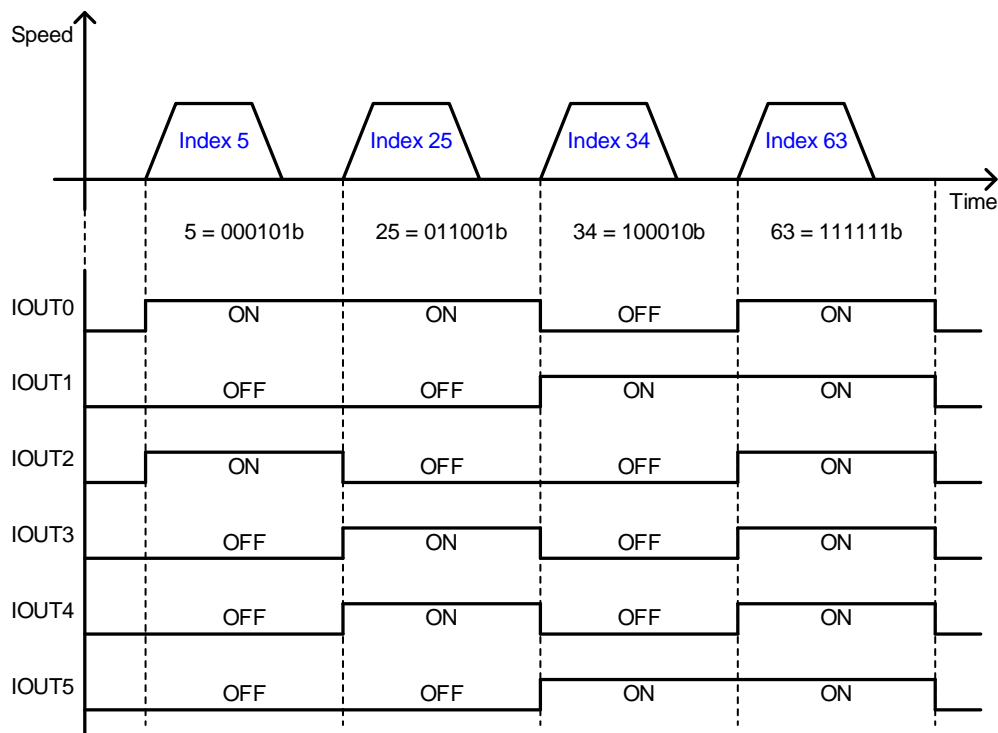 Speed
Index 5 Index 25 Index 34 Index 63
Time
5 = 000101b 25 = 011001b 34 = 100010b 63 = 111111b
IOUT0 ON ON OFF ON
IOUT1 OFF OFF ON ON
IOUT2 ON OFF OFF ON
IOUT3 OFF ON OFF ON
IOUT4 OFF ON OFF ON
IOUT5 OFF OFF ON ON